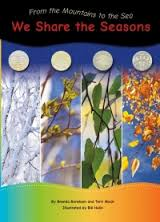 From the Mountains to the Sea
We Share the Seasons
By Brenda Boreham and Terri Mack
Illustrated by Bill Helin